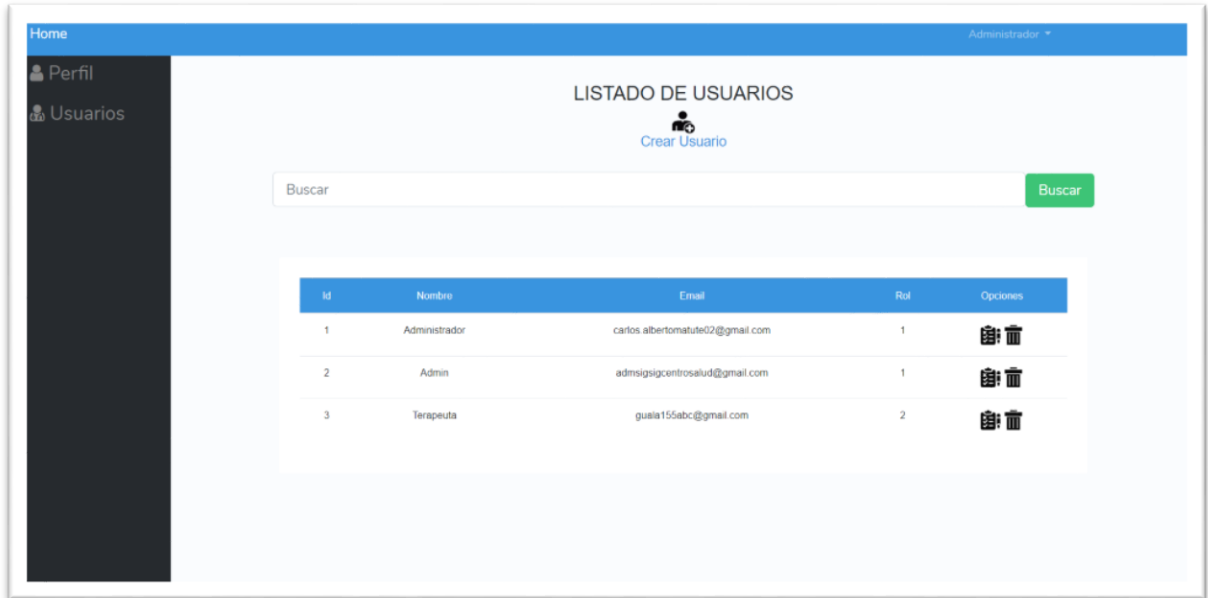 Home Administrador
Perfil
Usuarios
LISTADO DE USUARIOS
Crear Usuario
Buscar Buscar
Id Nombre Email Rol Opciones
1 Administrador carlos.albertomatute02@gmail.com 1
2 Admin admsigsigcentrosalud@gmail.com 1
3 Terapeuta guala155abc@gmail.com 2